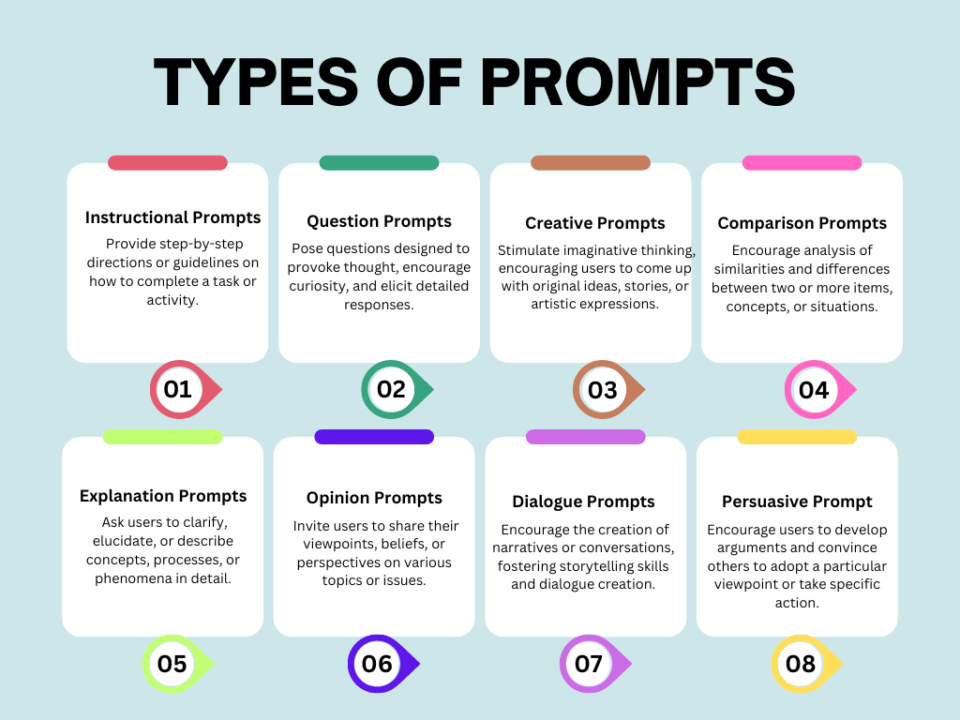 TYPES OF PROMPTS
Instructional Prompts
Provide step-by-step
directions or guidelines on
how to complete a task or
activity.
01
Question Prompts
Pose questions designed to
provoke thought, encourage
curiosity, and elicit detailed
responses.
02
Creative Prompts
Stimulate imaginative thinking,
encouraging users to come up
with original ideas, stories, or
artistic expressions.
03
Comparison Prompts
Encourage analysis of
similarities and differences
between two or more items,
concepts, or situations.
04
Explanation Prompts
Ask users to clarify,
elucidate, or describe
concepts, processes, or
phenomena in detail.
05
Opinion Prompts
Invite users to share their
viewpoints, beliefs, or
perspectives on various
topics or issues.
06
Dialogue Prompts
Encourage the creation of
narratives or conversations,
fostering storytelling skills
and dialogue creation.
07
Persuasive Prompt
Encourage users to develop
arguments and convince
others to adopt a particular
viewpoint or take specific
action.
08